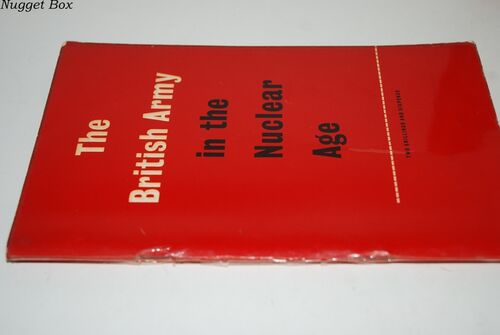 Nugget Box
The
British Army
in the
Nuclear
Age
TWO SHILLINGS AND SIXPENCE